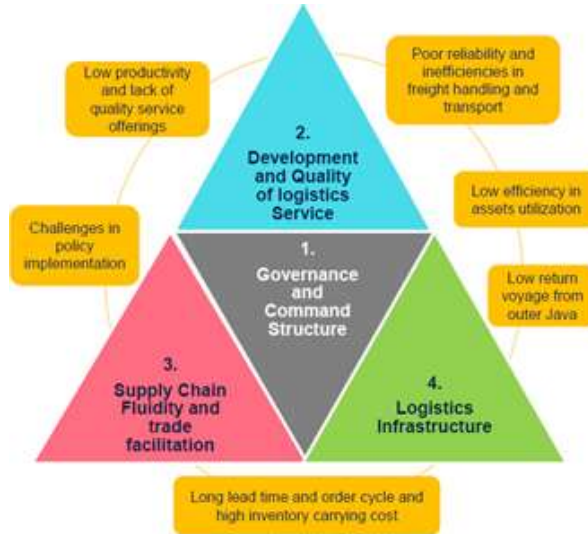 Low productivity
and lack of
quality service
offerings
Poor reliability and
inefficiencies in
freight handling and
transport
2.
Development
and Quality
of logistics
Service
Low efficiency in
assets utilization
Challenges in
policy
implementation
1.
Governance
and
Command
Structure
Low return
voyage from
outer Java
3.
Supply Chain
Fluidity and
trade
facilitation
4.
Logistics
Infrastructure
Long lead time and order cycle and
high inventory carrying cost